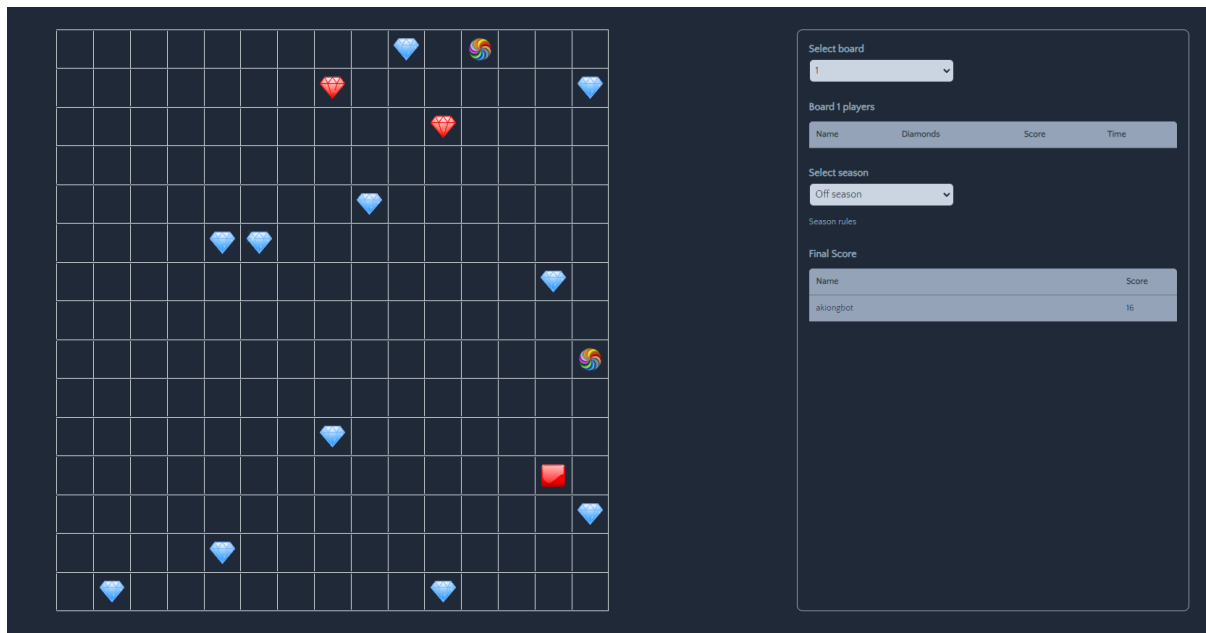 Select board
1
Board 1 players
Name Diamonds Score Time
Select season
Off season
Season rules
Final Score
Name Score
akiongbot 16